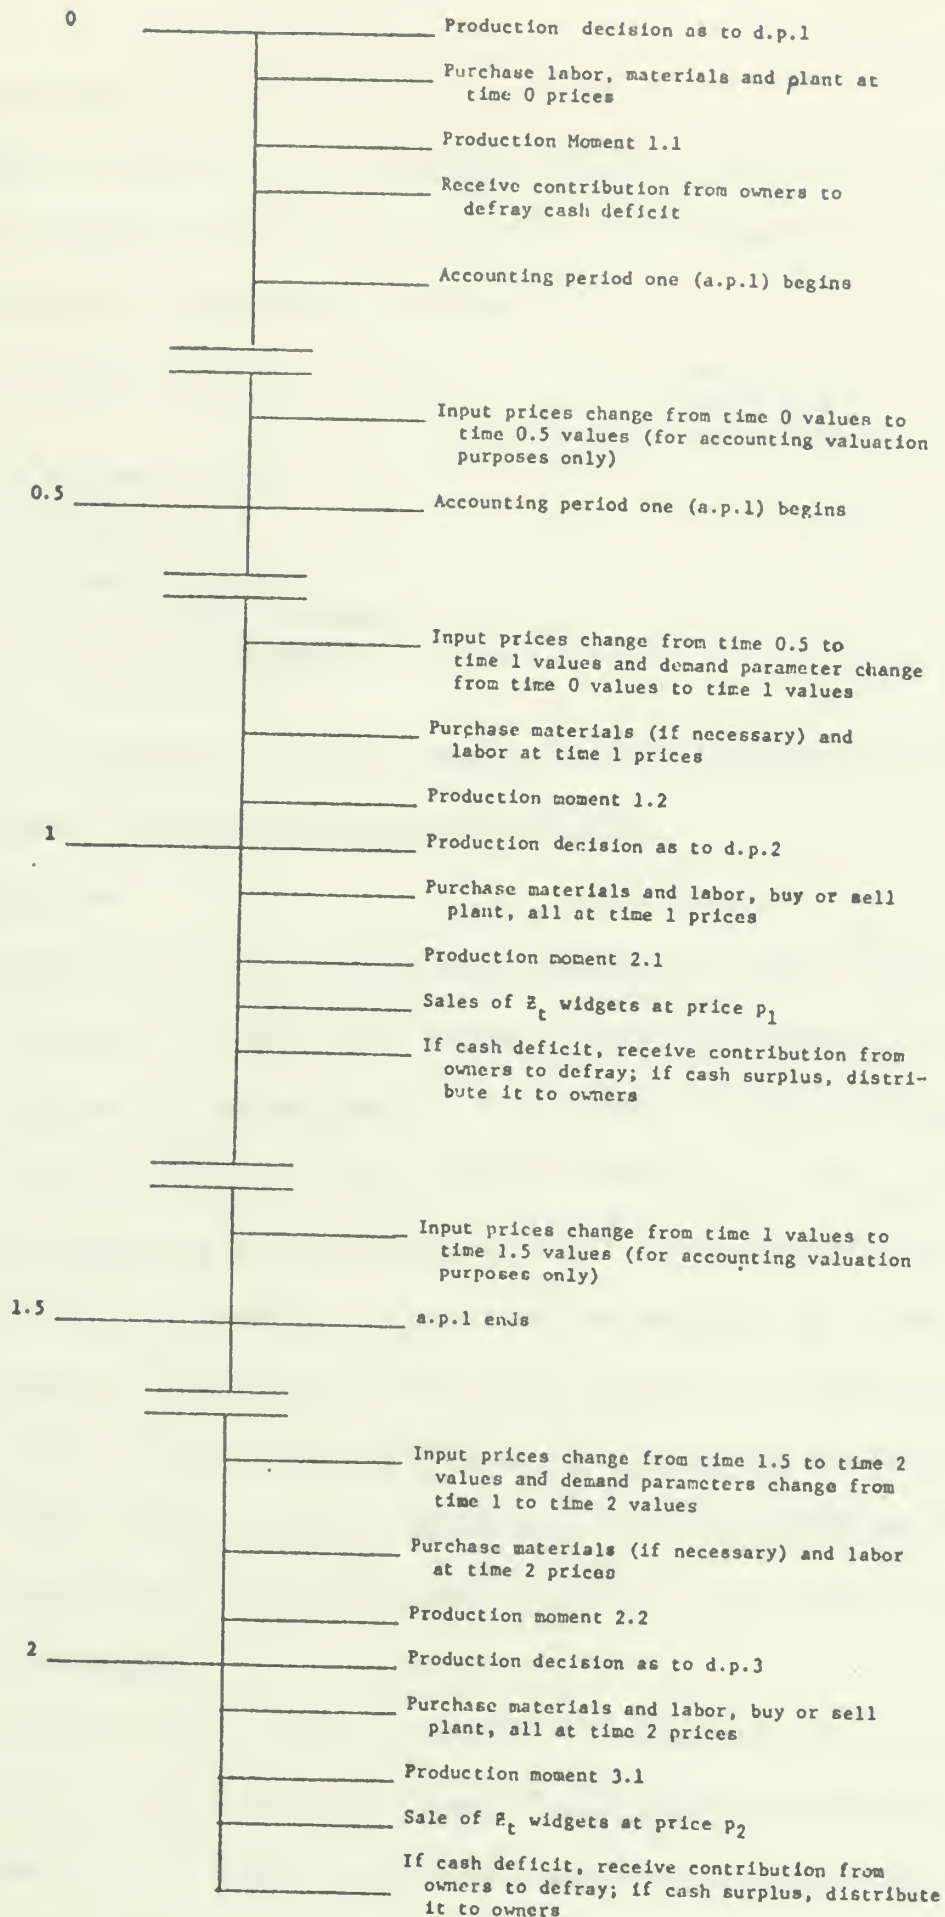 0
Production decision as to d.p.1
Purchase labor, materials and plant at
time 0 prices
Production Moment 1.1
Receive contribution from owners to
defray cash deficit
Accounting period one (a.p.1) begins
Input prices change from time 0 values to
time 0.5 values (for accounting valuation
purposes only)
0.5
Accounting period one (a.p.1) begins
Input prices change from time 0.5 to
time 1 values and demand parameter change
from time 0 values to time 1 values
Purchase materials (if necessary) and
labor at time 1 prices
Production moment 1.2
1
Production decision as to d.p.2
Purchase materials and labor, buy or sell
plant, all at time 1 prices
Production moment 2.1
Sales of z̃_t widgets at price p_1
If cash deficit, receive contribution from
owners to defray; if cash surplus, distri-
bute it to owners
Input prices change from time 1 values to
time 1.5 values (for accounting valuation
purposes only)
1.5
a.p.1 ends
Input prices change from time 1.5 to time 2
values and demand parameters change from
time 1 to time 2 values
Purchase materials (if necessary) and labor
at time 2 prices
Production moment 2.2
2
Production decision as to d.p.3
Purchase materials and labor, buy or sell
plant, all at time 2 prices
Production moment 3.1
Sale of z̃_t widgets at price p_2
If cash deficit, receive contribution from
owners to defray; if cash surplus, distribute
it to owners